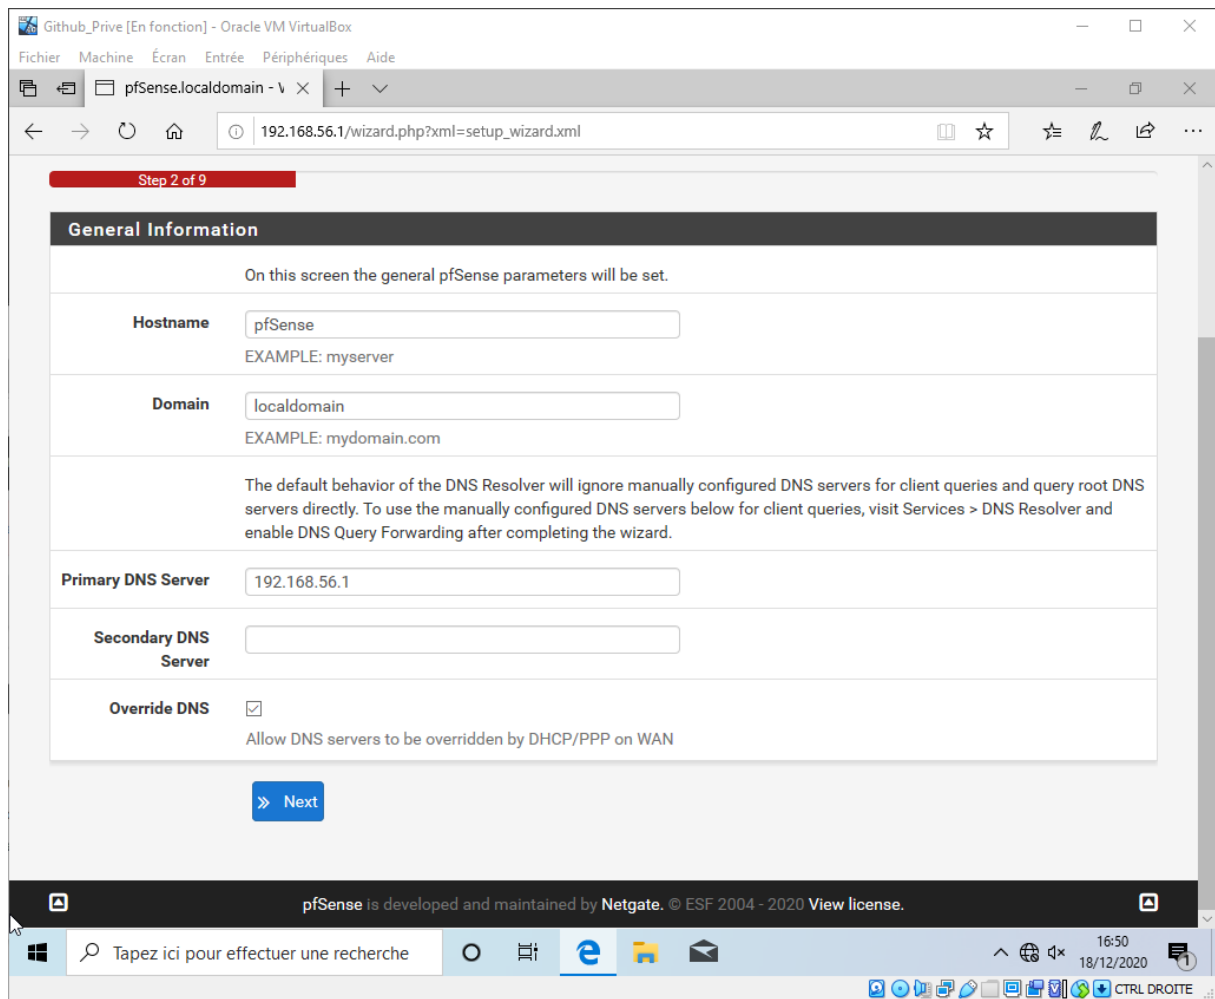 Github_Prive [En fonction] - Oracle VM VirtualBox
Fichier Machine Écran Entrée Périphériques Aide
pfSense.localdomain -
192.168.56.1/wizard.php?xml=setup_wizard.xml
Step 2 of 9
General Information
On this screen the general pfSense parameters will be set.
Hostname
pfSense
EXAMPLE: myserver
Domain
localdomain
EXAMPLE: mydomain.com
The default behavior of the DNS Resolver will ignore manually configured DNS servers for client queries and query root DNS
servers directly. To use the manually configured DNS servers below for client queries, visit Services > DNS Resolver and
enable DNS Query Forwarding after completing the wizard.
Primary DNS Server
192.168.56.1
Secondary DNS
Server
Override DNS
Allow DNS servers to be overridden by DHCP/PPP on WAN
Next
pfSense is developed and maintained by Netgate. © ESF 2004 - 2020 View license.
Tapez ici pour effectuer une recherche
16:50
18/12/2020
1
CTRL DROITE